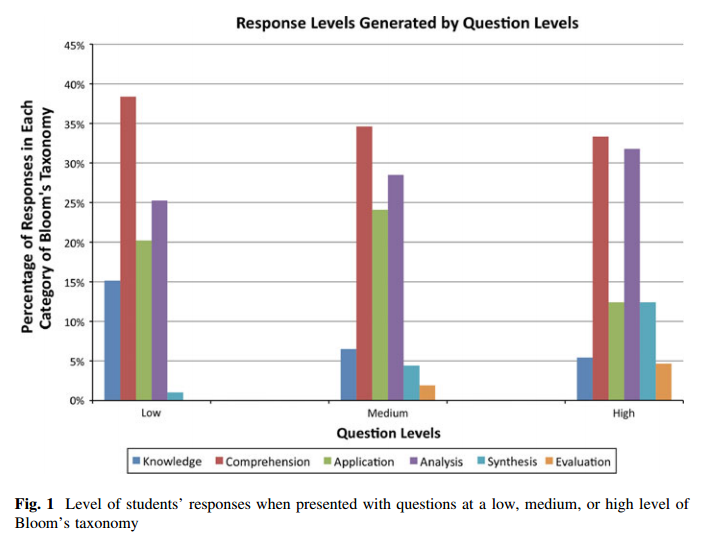 Response Levels Generated by Question Levels
Percentage of Responses in Each
Category of Bloom's Taxonomy
45%
40%
35%
30%
25%
20%
15%
10%
5%
0%
Low Medium High
Question Levels
Knowledge Comprehension Application Analysis Synthesis Evaluation
Fig. 1 Level of students' responses when presented with questions at a low, medium, or high level of
Bloom's taxonomy